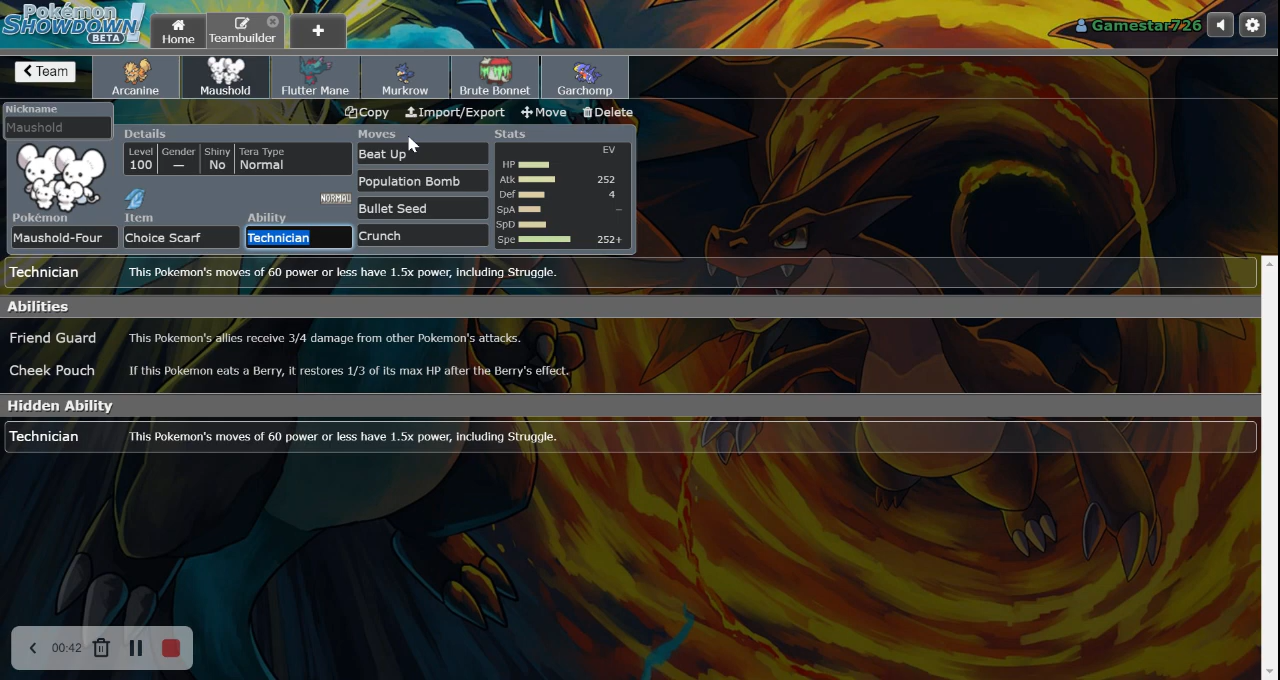 Pokémon
SHOWDOWN!
BETA
Home
Teambuilder
+
Gamestar726
Team
Arcanine
Maushold
Flutter Mane
Murkrow
Brute Bonnet
Garchomp
Copy Import/Export Move Delete
Nickname
Maushold
Details
Level Gender Shiny Tera Type
100 — No Normal
NORMAL
Pokémon Item Ability
Maushold-Four Choice Scarf Technician
Moves
Beat Up
Population Bomb
Bullet Seed
Crunch
Stats
EV
HP
Atk 252
Def 4
SpA –
SpD
Spe 252+
Technician This Pokemon's moves of 60 power or less have 1.5x power, including Struggle.
Abilities
Friend Guard This Pokemon's allies receive 3/4 damage from other Pokemon's attacks.
Cheek Pouch If this Pokemon eats a Berry, it restores 1/3 of its max HP after the Berry's effect.
Hidden Ability
Technician This Pokemon's moves of 60 power or less have 1.5x power, including Struggle.
00:42